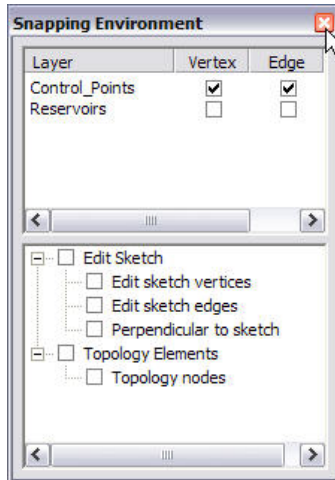 Snapping Environment
Layer Vertex Edge
Control_Points
Reservoirs
Edit Sketch
Edit sketch vertices
Edit sketch edges
Perpendicular to sketch
Topology Elements
Topology nodes